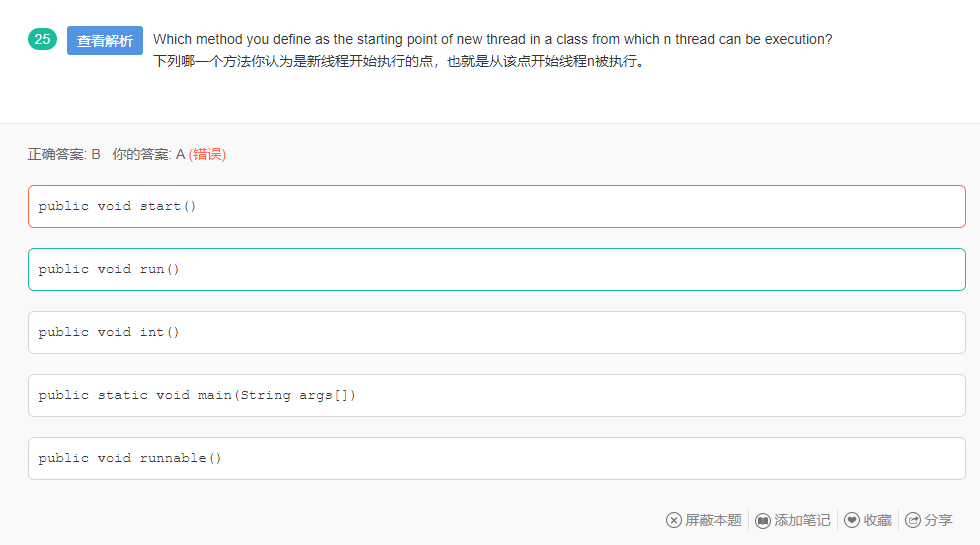 25 查看解析 Which method you define as the starting point of new thread in a class from which n thread can be execution?
下列哪一个方法你认为是新线程开始执行的点，也就是从该点开始线程n被执行。
正确答案: B 你的答案: A (错误)
public void start()
public void run()
public void int()
public static void main(String args[])
public void runnable()
屏蔽本题 添加笔记 收藏 分享